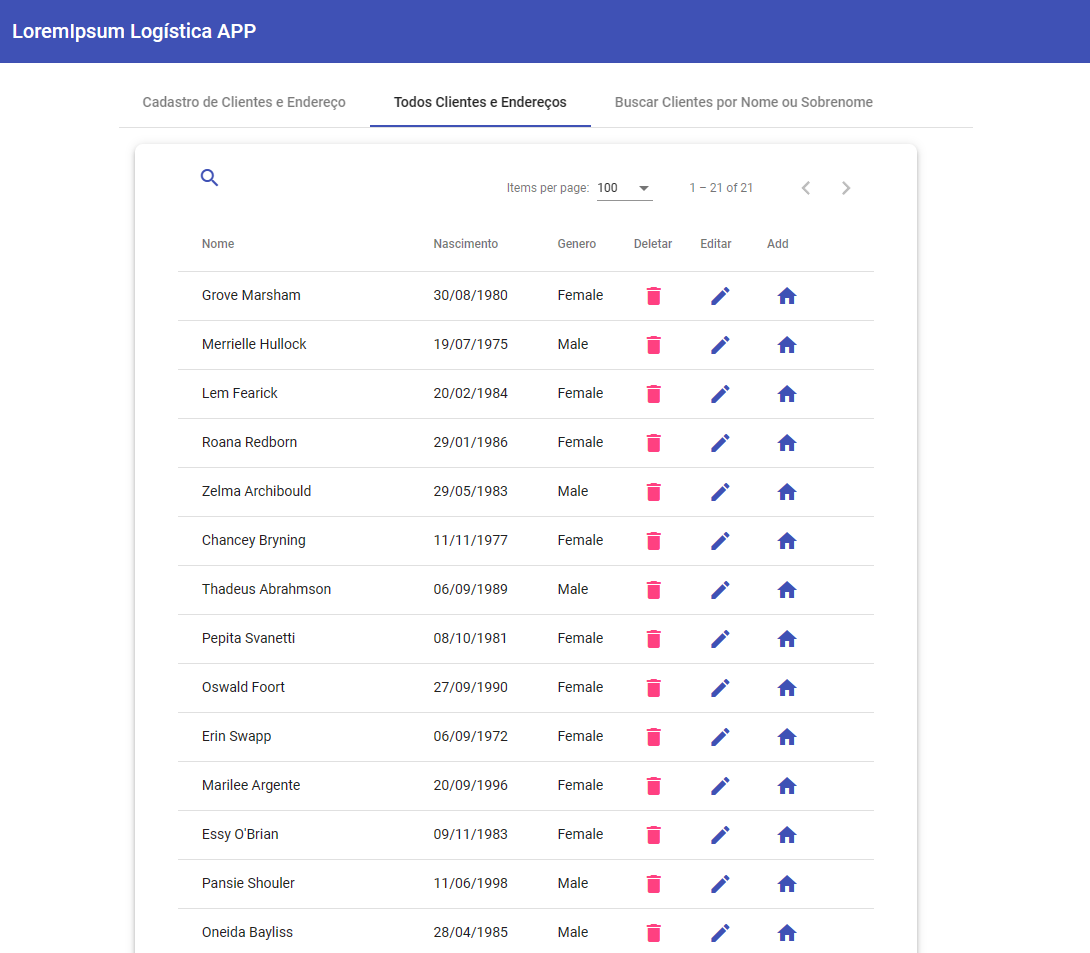 LoremIpsum Logística APP
Cadastro de Clientes e Endereço Todos Clientes e Endereços Buscar Clientes por Nome ou Sobrenome
Items per page: 100 1 – 21 of 21
Nome Nascimento Genero Deletar Editar Add
Grove Marsham 30/08/1980 Female
Merrielle Hullock 19/07/1975 Male
Lem Fearick 20/02/1984 Female
Roana Redborn 29/01/1986 Female
Zelma Archibould 29/05/1983 Male
Chancey Bryning 11/11/1977 Female
Thadeus Abrahmson 06/09/1989 Male
Pepita Svanetti 08/10/1981 Female
Oswald Foort 27/09/1990 Female
Erin Swapp 06/09/1972 Female
Marilee Argente 20/09/1996 Female
Essy O'Brian 09/11/1983 Female
Pansie Shouler 11/06/1998 Male
Oneida Bayliss 28/04/1985 Male